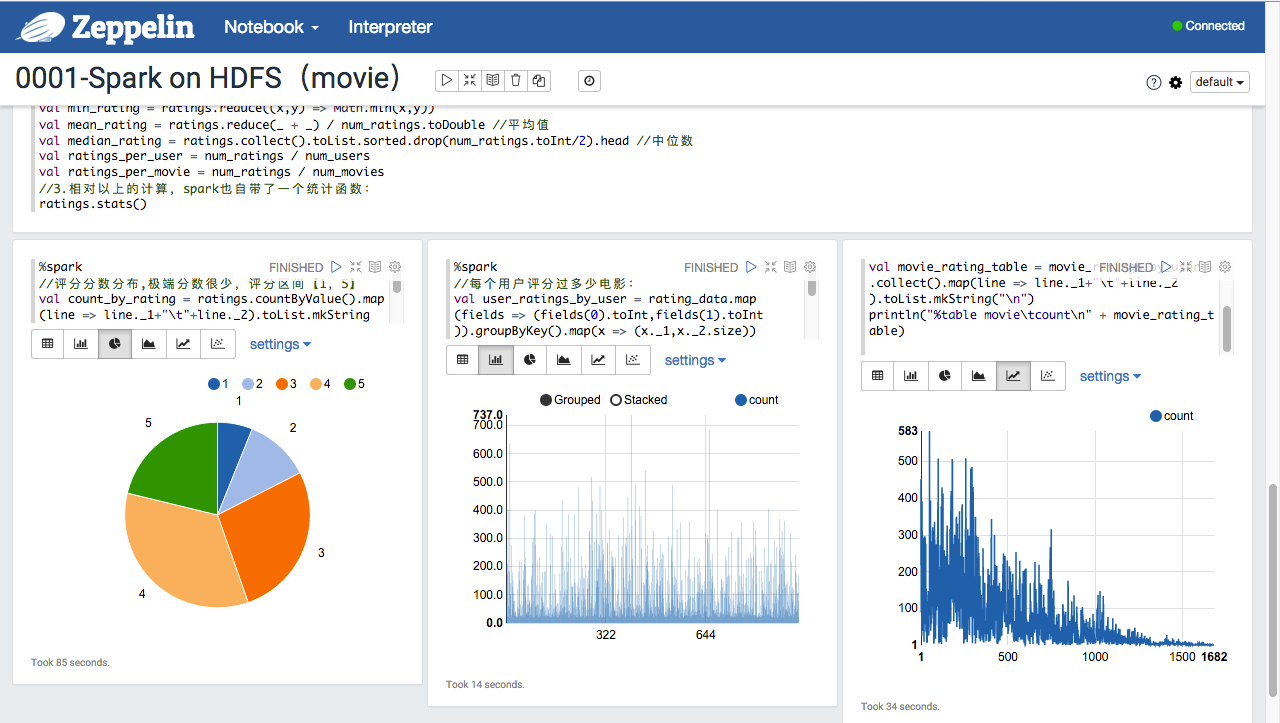 Zeppelin
Notebook
Interpreter
Connected
0001-Spark on HDFS（movie）
default
val min_rating = ratings.reduce((x,y) => Math.min(x,y))
val mean_rating = ratings.reduce(_ + _) / num_ratings.toDouble //平均值
val median_rating = ratings.collect().toList.sorted.drop(num_ratings.toInt/2).head //中位数
val ratings_per_user = num_ratings / num_users
val ratings_per_movie = num_ratings / num_movies
//3.相对以上的计算，spark也自带了一个统计函数：
ratings.stats()
%spark
FINISHED
//评分分数分布,极端分数很少，评分区间【1，5】
val count_by_rating = ratings.countByValue().map
(line => line._1+"\t"+line._2).toList.mkString
settings
1 2 3 4 5
1
5
2
3
4
Took 85 seconds.
%spark
FINISHED
//每个用户评分过多少电影：
val user_ratings_by_user = rating_data.map
(fields => (fields(0).toInt,fields(1).toInt
)).groupByKey().map(x => (x._1,x._2.size))
settings
Grouped Stacked count
737.0
700.0
600.0
500.0
400.0
300.0
200.0
100.0
0.0
322 644
Took 14 seconds.
val movie_rating_table = movie_
FINISHED
.collect().map(line => line._1+"\t"+line._2
).toList.mkString("\n")
println("%table movie\tcount\n" + movie_rating_t
able)
settings
count
583
500
400
300
200
100
1
1 500 1000 1500 1682
Took 34 seconds.